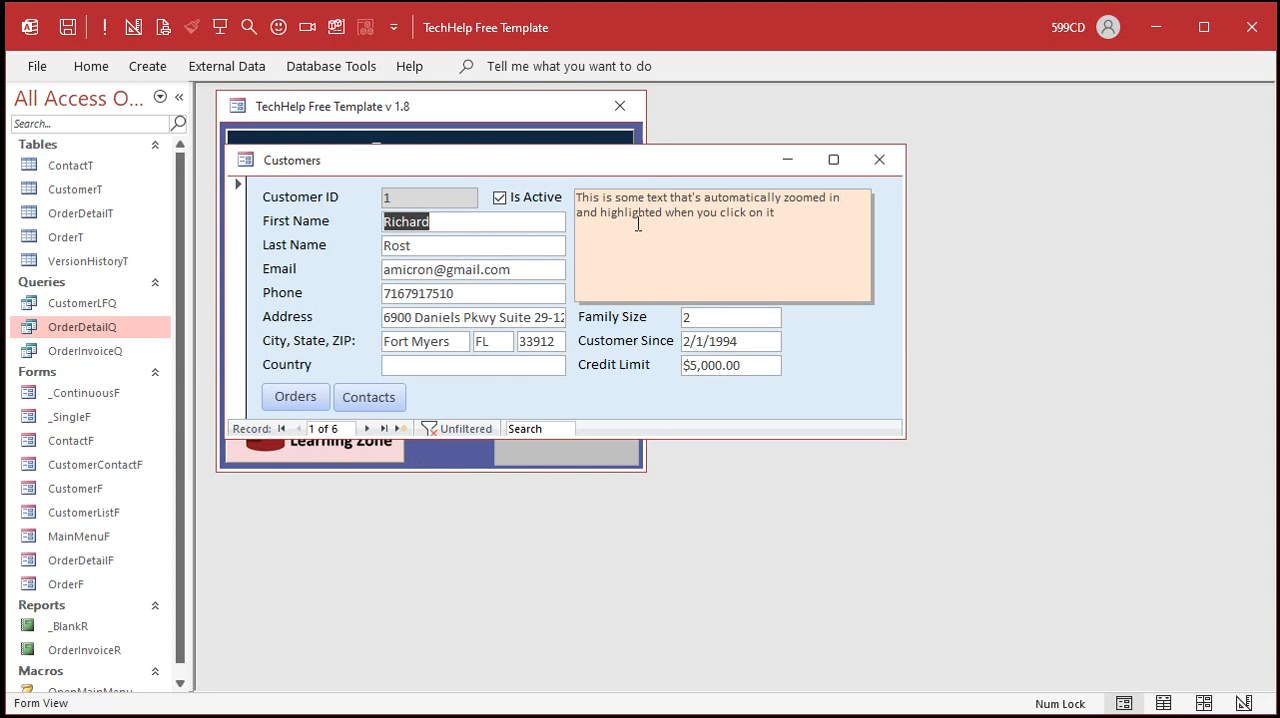 TechHelp Free Template
599CD
File Home Create External Data Database Tools Help Tell me what you want to do
All Access O...
Search...
Tables
ContactT
CustomerT
OrderDetailT
OrderT
VersionHistoryT
Queries
CustomerLFQ
OrderDetailQ
OrderInvoiceQ
Forms
_ContinuousF
_SingleF
ContactF
CustomerContactF
CustomerF
CustomerListF
MainMenuF
OrderDetailF
OrderF
Reports
_BlankR
OrderInvoiceR
Macros
OpenMainMenu
TechHelp Free Template v 1.8
Customers
Customer ID 1 Is Active
First Name Richard
Last Name Rost
Email amicron@gmail.com
Phone 7167917510
Address 6900 Daniels Pkwy Suite 29-12
City, State, ZIP: Fort Myers FL 33912
Country
This is some text that's automatically zoomed in
and highlighted when you click on it
Family Size 2
Customer Since 2/1/1994
Credit Limit $5,000.00
Orders Contacts
Record: 1 of 6 Unfiltered Search
Learning Zone
Form View
Num Lock